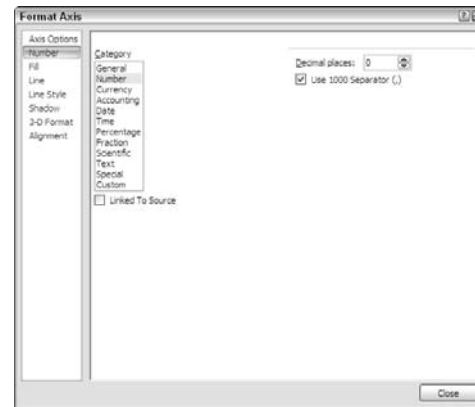 Format Axis
Axis Options
Number
Fill
Line
Line Style
Shadow
3-D Format
Alignment
Category
General
Number
Currency
Accounting
Date
Time
Percentage
Fraction
Scientific
Text
Special
Custom
Linked To Source
Decimal places: 0
Use 1000 Separator (,)
Close